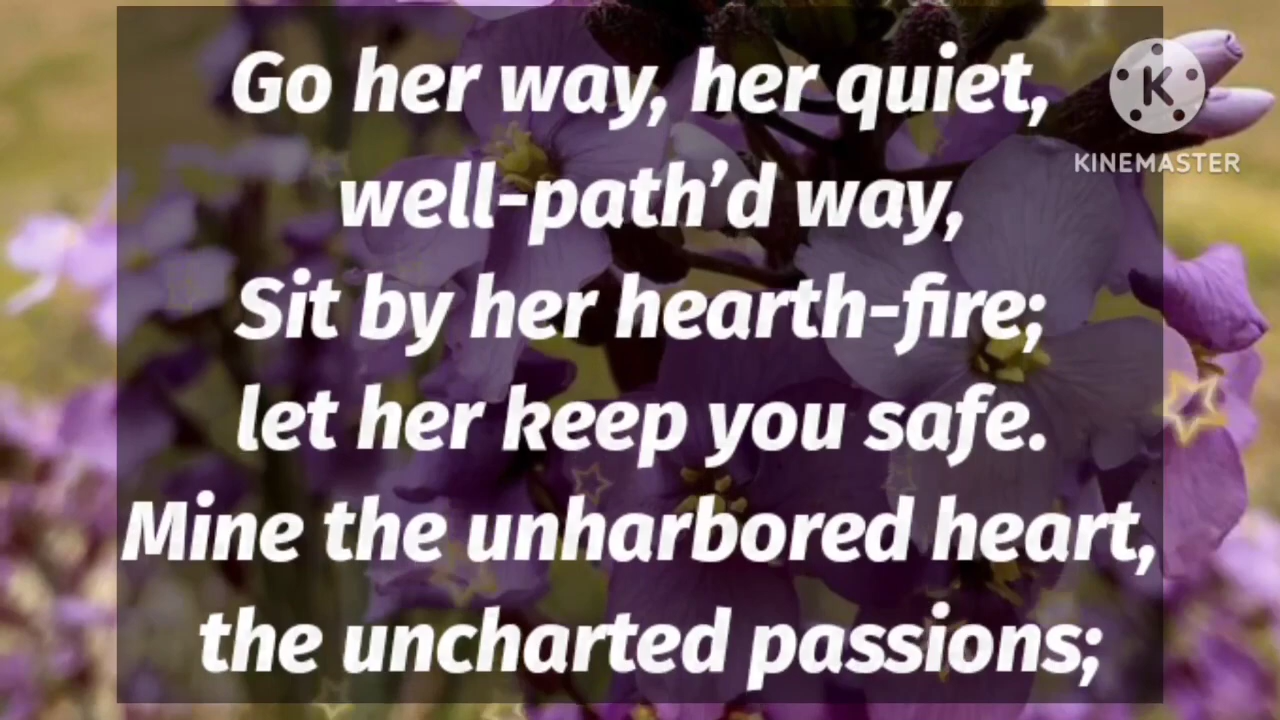 Go her way, her quiet,
well-path’d way,
Sit by her hearth-fire;
let her keep you safe.
Mine the unharbored heart,
the uncharted passions;
K
KINEMASTER